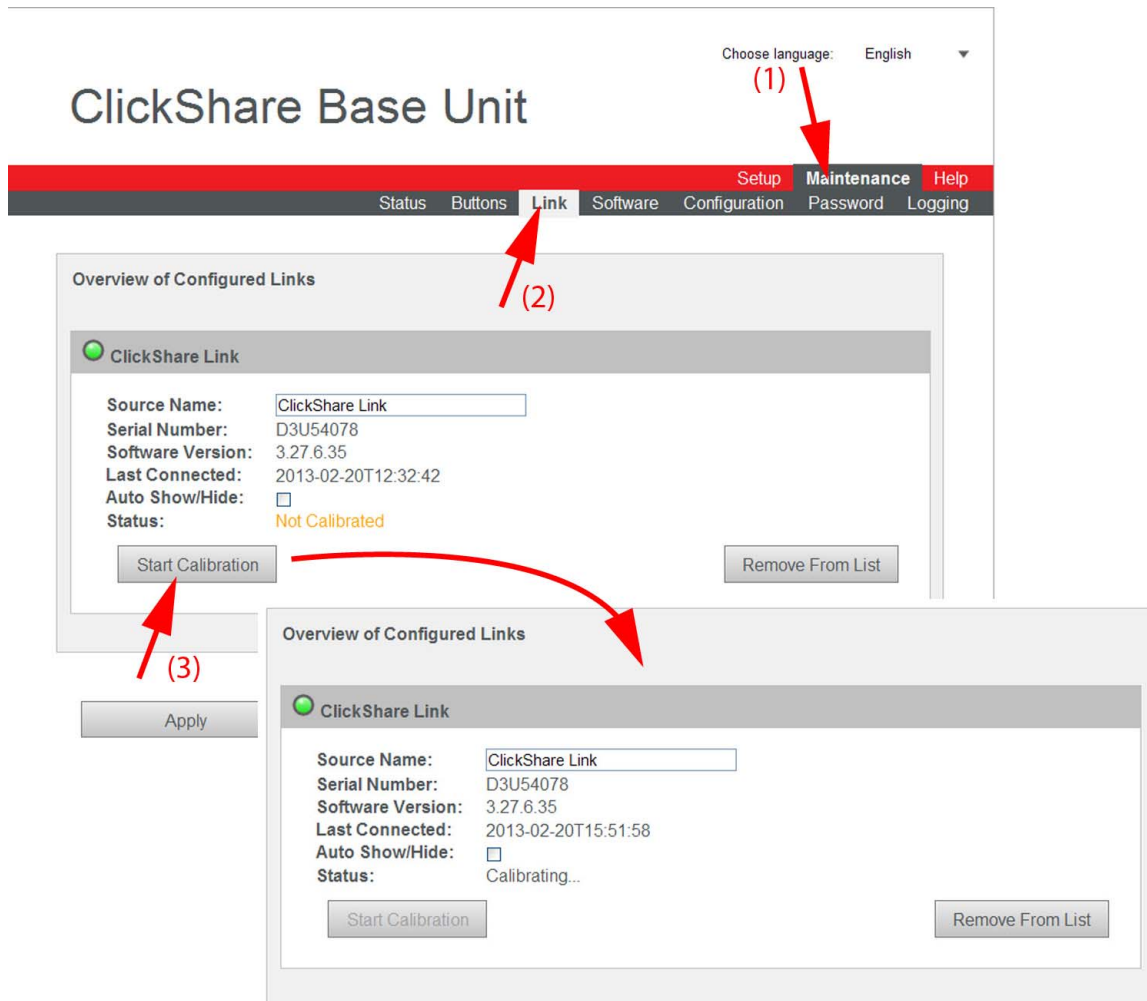 Choose language: English
(1)
ClickShare Base Unit
Setup Maintenance Help
Status Buttons Link Software Configuration Password Logging
(2)
Overview of Configured Links
ClickShare Link
Source Name: ClickShare Link
Serial Number: D3U54078
Software Version: 3.27.6.35
Last Connected: 2013-02-20T12:32:42
Auto Show/Hide:
Status: Not Calibrated
Start Calibration Remove From List
(3)
Apply
Overview of Configured Links
ClickShare Link
Source Name: ClickShare Link
Serial Number: D3U54078
Software Version: 3.27.6.35
Last Connected: 2013-02-20T15:51:58
Auto Show/Hide:
Status: Calibrating...
Start Calibration Remove From List